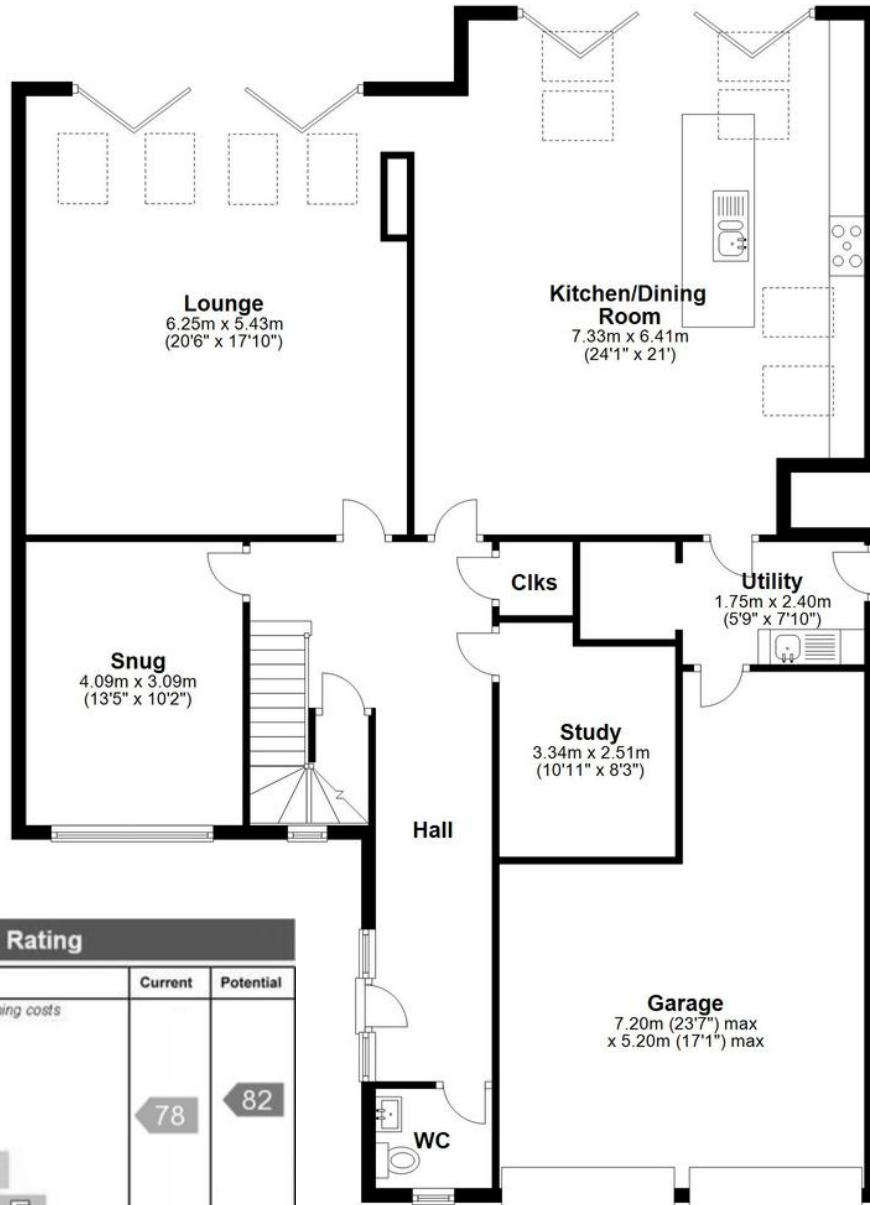 Lounge
6.25m x 5.43m
(20'6" x 17'10")
Kitchen/Dining
Room
7.33m x 6.41m
(24'1" x 21')
Clks
Utility
1.75m x 2.40m
(5'9" x 7'10")
Snug
4.09m x 3.09m
(13'5" x 10'2")
Study
3.34m x 2.51m
(10'11" x 8'3")
Hall
Garage
7.20m (23'7") max
x 5.20m (17'1") max
WC
Rating
Current Potential
costs
78 82